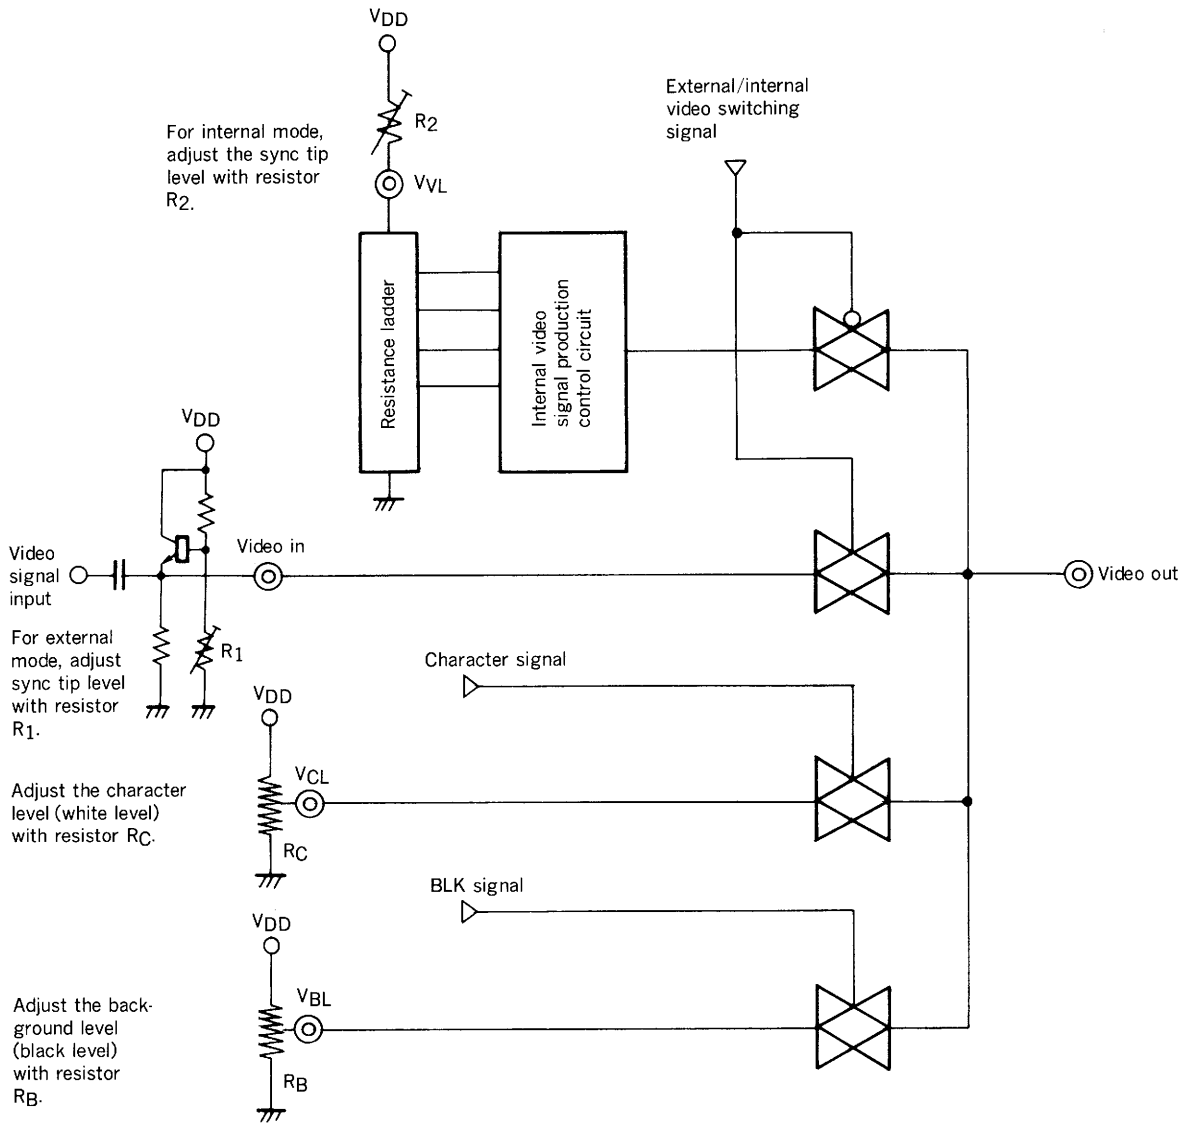 VDD
R2
For internal mode,
adjust the sync tip
level with resistor
R2.
VVL
External/internal
video switching
signal
Resistance ladder
Internal video
signal production
control circuit
VDD
Video
signal
input
Video in
Video out
For external
mode, adjust
sync tip level
with resistor
R1.
R1
Character signal
VDD
VCL
Adjust the character
level (white level)
with resistor RC.
RC
BLK signal
VDD
VBL
Adjust the back-
ground level
(black level)
with resistor
RB.
RB